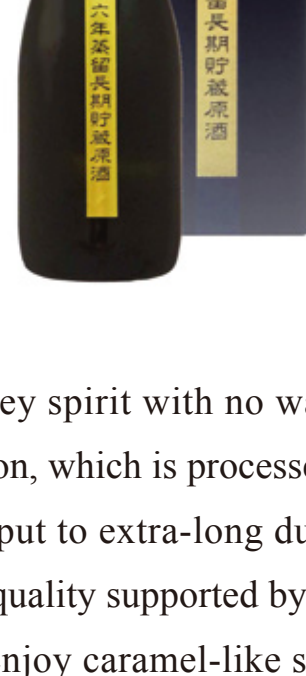 六年蒸留長期貯蔵原酒
留長期貯蔵原酒
ey spirit with no wa
on, which is processe
put to extra-long du
quality supported by
enjoy caramel-like s